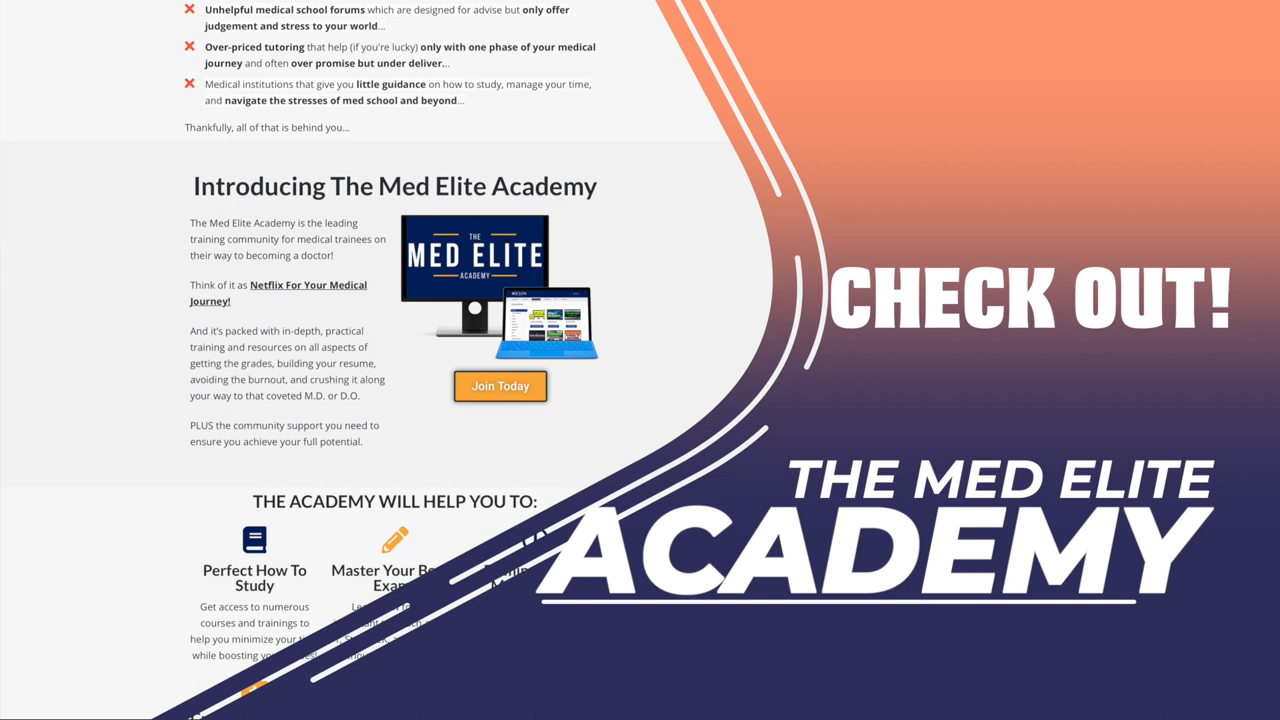 Unhelpful medical school forums which are designed for advise but only offer
judgement and stress to your world...
Over-priced tutoring that help (if you're lucky) only with one phase of your medical
journey and often over promise but under deliver...
Medical institutions that give you little guidance on how to study, manage your time,
and navigate the stresses of med school and beyond...
Thankfully, all of that is behind you...
Introducing The Med Elite Academy
The Med Elite Academy is the leading
training community for medical trainees on
their way to becoming a doctor!
Think of it as Netflix For Your Medical
Journey!
And it's packed with in-depth, practical
training and resources on all aspects of
getting the grades, building your resume,
avoiding the burnout, and crushing it along
your way to that coveted M.D. or D.O.
PLUS the community support you need to
ensure you achieve your full potential.
THE
MED ELITE
ACADEMY
Join Today
CHECK OUT!
THE MED ELITE
ACADEMY
THE ACADEMY WILL HELP YOU TO:
Perfect How To
Study
Get access to numerous
courses and trainings to
help you minimize your
while boosting
Master Your